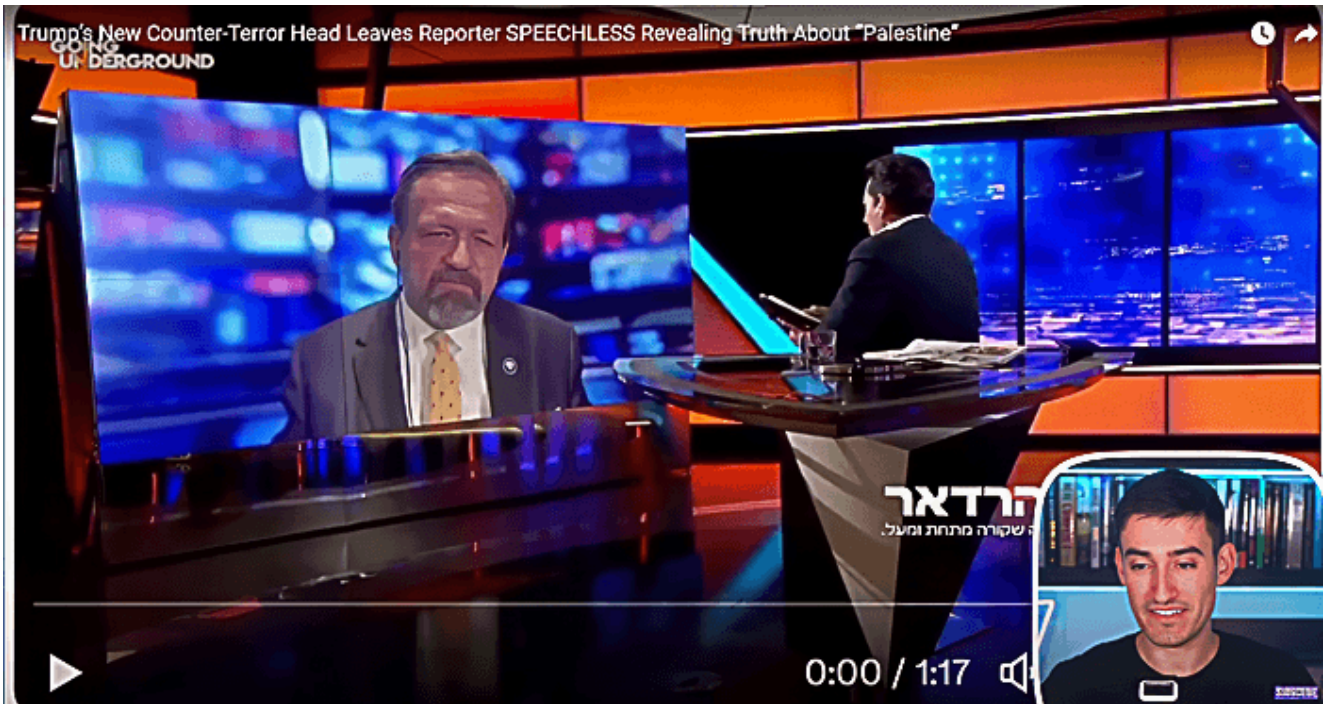 Trump's New Counter-Terror Head Leaves Reporter SPEECHLESS Revealing Truth About "Palestine"
GOING
UNDERGROUND
הרדאר
שקורה מתחת ומעל.
0:00 / 1:17
SUBSCRIBE